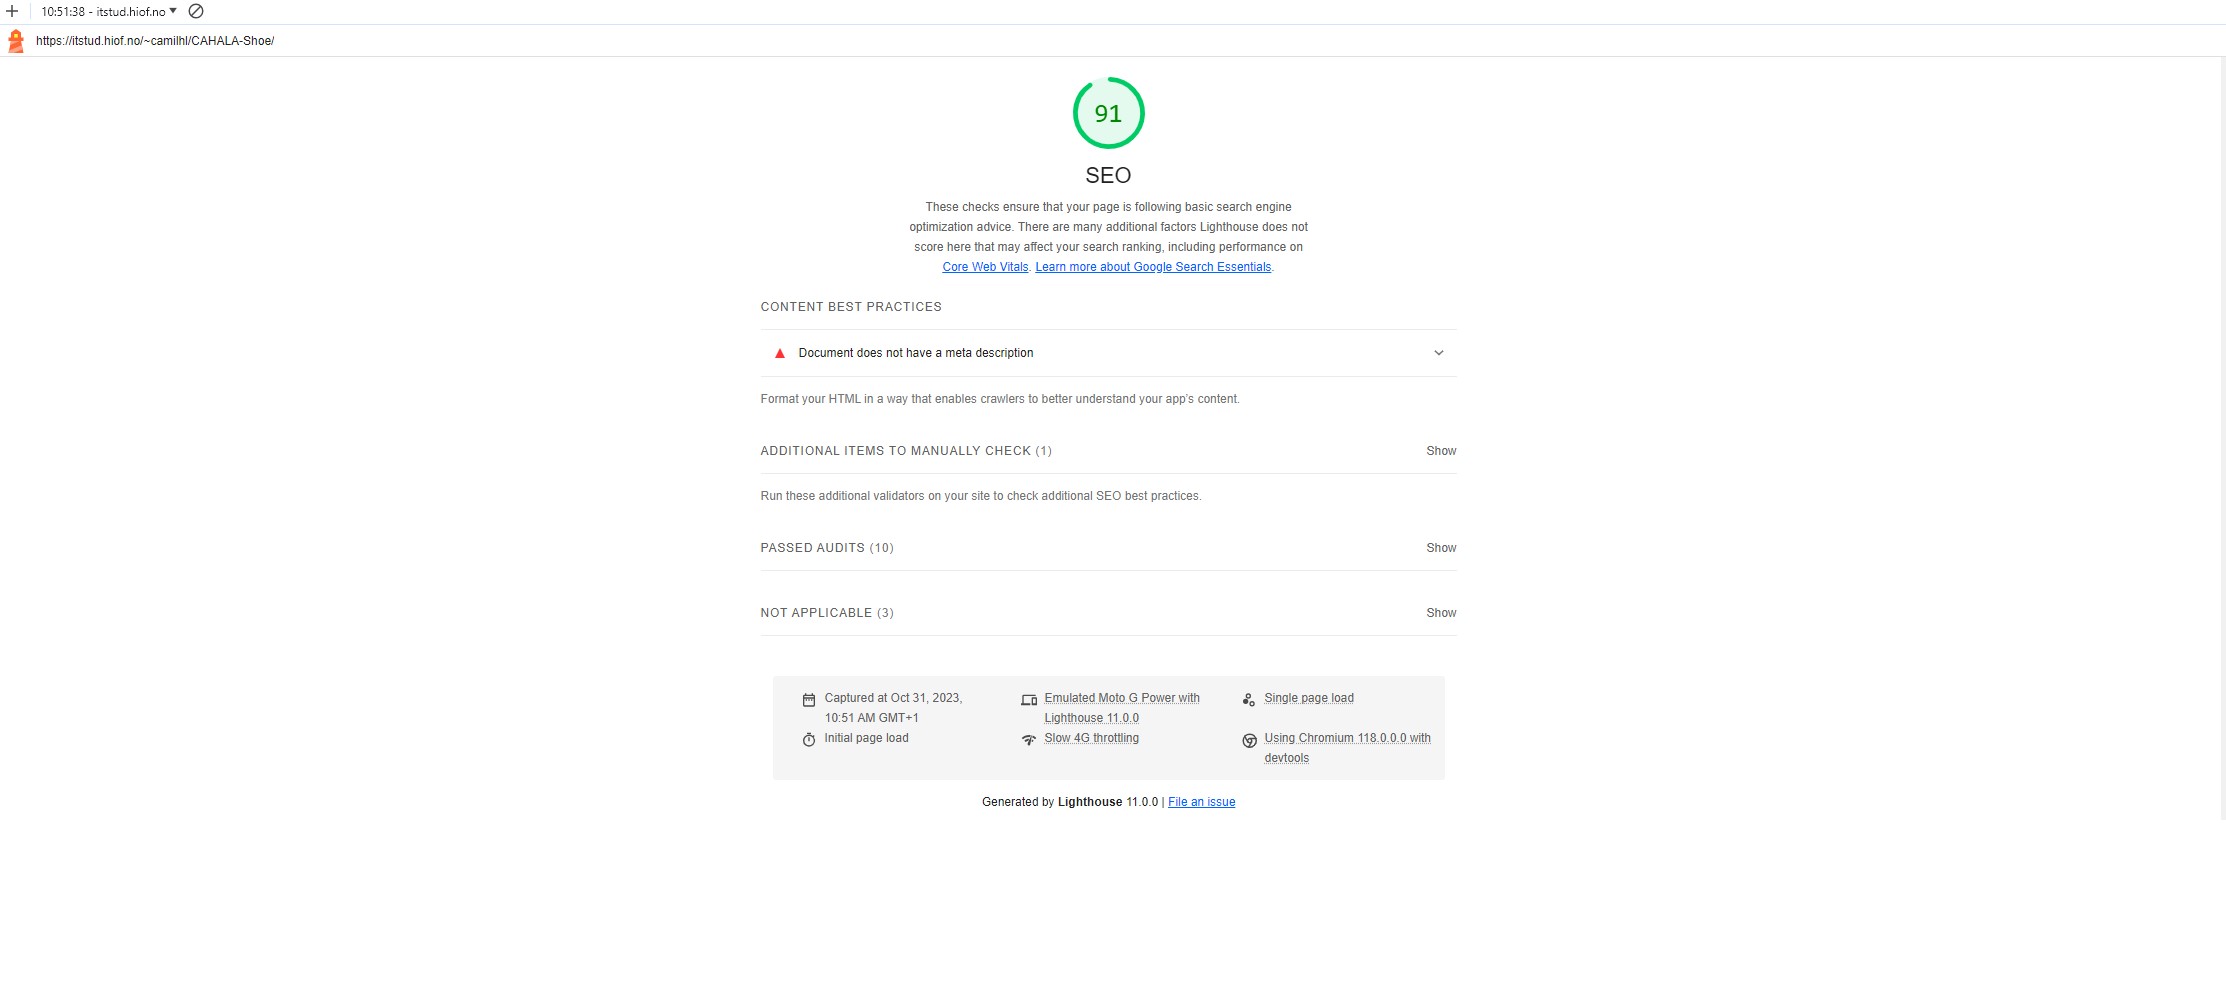 10:51:38 - itstud.hiof.no
https://itstud.hiof.no/~camilhl/CAHALA-Shoe/
91
SEO
These checks ensure that your page is following basic search engine
optimization advice. There are many additional factors Lighthouse does not
score here that may affect your search ranking, including performance on
Core Web Vitals. Learn more about Google Search Essentials.
CONTENT BEST PRACTICES
Document does not have a meta description
Format your HTML in a way that enables crawlers to better understand your app's content.
ADDITIONAL ITEMS TO MANUALLY CHECK (1) Show
Run these additional validators on your site to check additional SEO best practices.
PASSED AUDITS (10) Show
NOT APPLICABLE (3) Show
Captured at Oct 31, 2023,
10:51 AM GMT+1
Emulated Moto G Power with
Lighthouse 11.0.0
Single page load
Initial page load
Slow 4G throttling
Using Chromium 118.0.0.0 with
devtools
Generated by Lighthouse 11.0.0 | File an issue